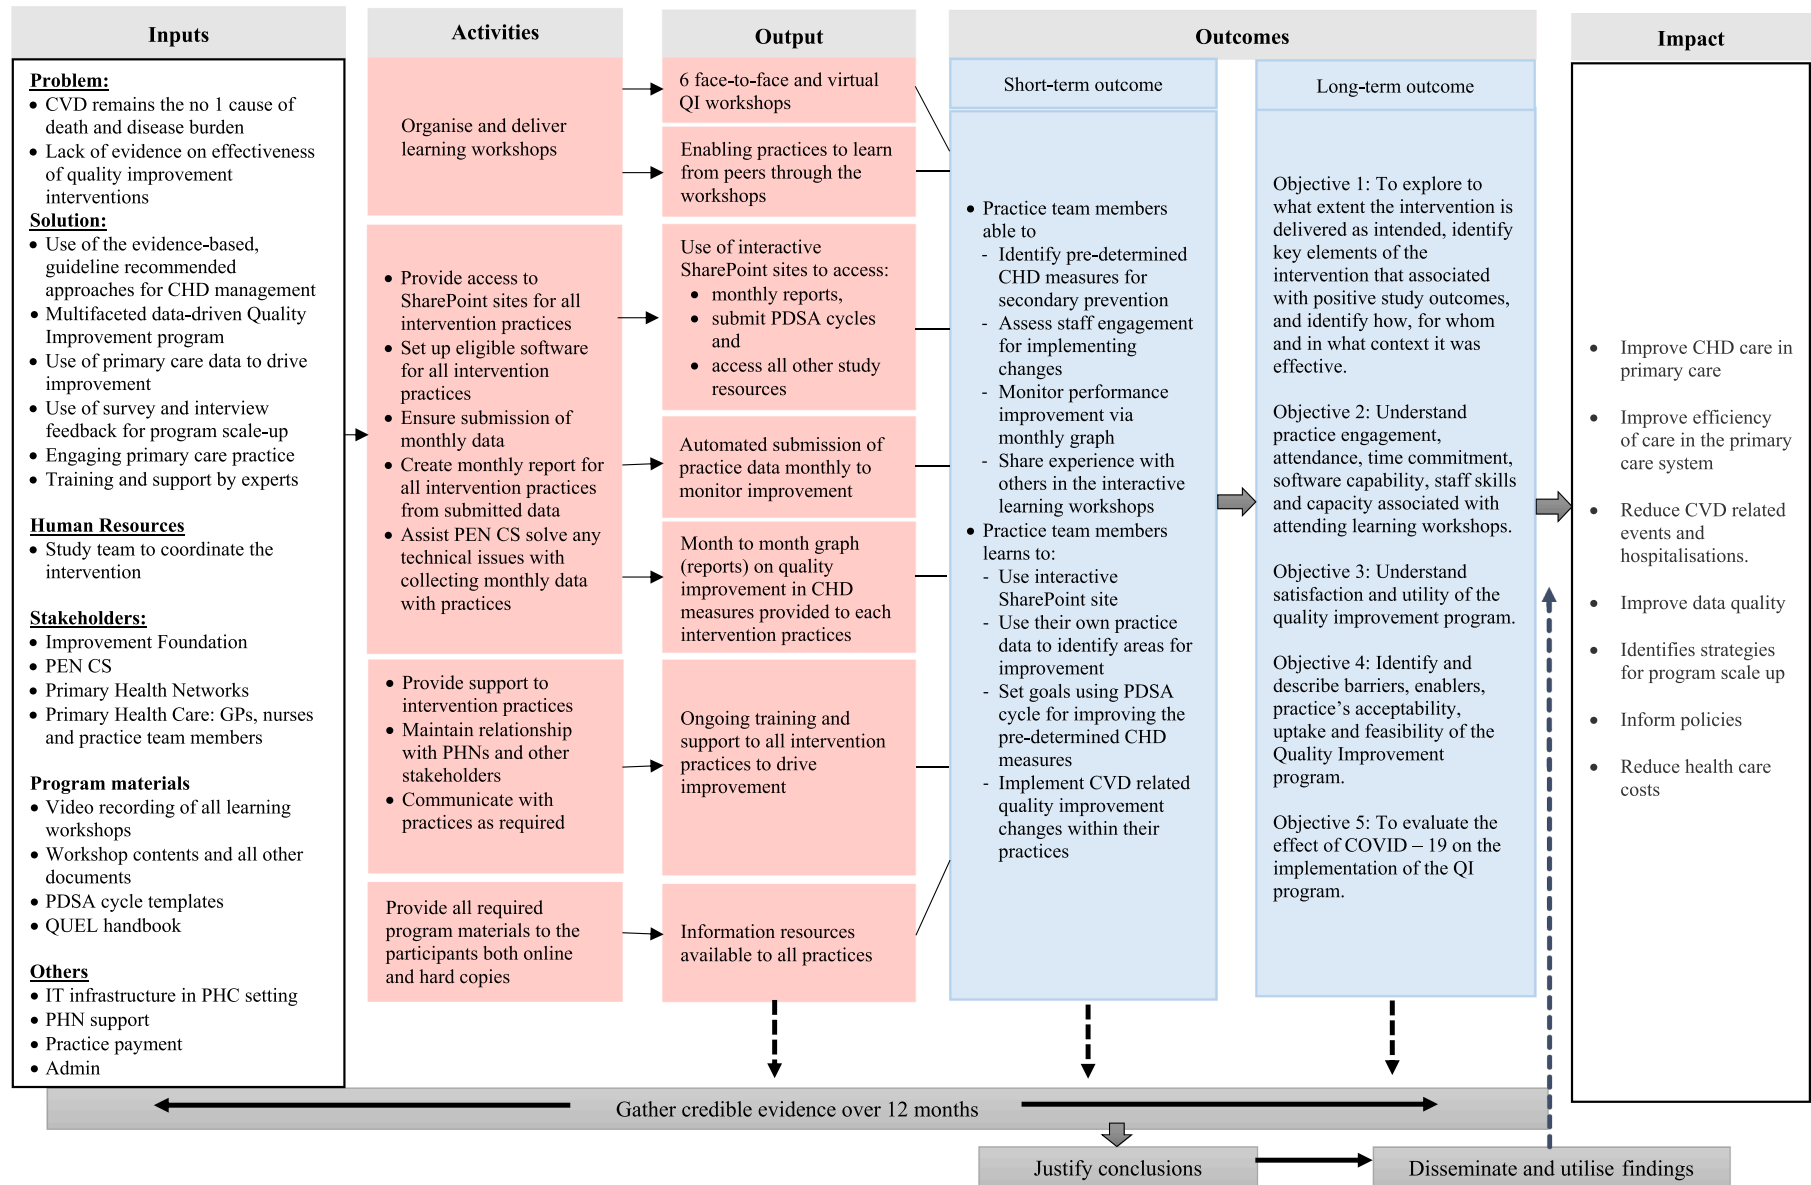 Inputs
Problem:
• CVD remains the no 1 cause of
death and disease burden
• Lack of evidence on effectiveness
of quality improvement
interventions
Solution:
• Use of the evidence-based,
guideline recommended
approaches for CHD management
• Multifaceted data-driven Quality
Improvement program
• Use of primary care data to drive
improvement
• Use of survey and interview
feedback for program scale-up
• Engaging primary care practice
• Training and support by experts
Human Resources
• Study team to coordinate the
intervention
Stakeholders:
• Improvement Foundation
• PEN CS
• Primary Health Networks
• Primary Health Care: GPs, nurses
and practice team members
Program materials
• Video recording of all learning
workshops
• Workshop contents and all other
documents
• PDSA cycle templates
• QUEL handbook
Others
• IT infrastructure in PHC setting
• PHN support
• Practice payment
• Admin
Activities
Organise and deliver
learning workshops
• Provide access to
SharePoint sites for all
intervention practices
• Set up eligible software
for all intervention
practices
• Ensure submission of
monthly data
• Create monthly report for
all intervention practices
from submitted data
• Assist PEN CS solve any
technical issues with
collecting monthly data
with practices
• Provide support to
intervention practices
• Maintain relationship
with PHNs and other
stakeholders
• Communicate with
practices as required
Provide all required
program materials to the
participants both online
and hard copies
Output
6 face-to-face and virtual
QI workshops
Enabling practices to learn
from peers through the
workshops
Use of interactive
SharePoint sites to access:
• monthly reports,
• submit PDSA cycles
and
• access all other study
resources
Automated submission of
practice data monthly to
monitor improvement
Month to month graph
(reports) on quality
improvement in CHD
measures provided to each
intervention practices
Ongoing training and
support to all intervention
practices to drive
improvement
Information resources
available to all practices
Outcomes
Short-term outcome
• Practice team members
able to
- Identify pre-determined
CHD measures for
secondary prevention
- Assess staff engagement
for implementing
changes
- Monitor performance
improvement via
monthly graph
- Share experience with
others in the interactive
learning workshops
• Practice team members
learns to:
- Use interactive
SharePoint site
- Use their own practice
data to identify areas for
improvement
- Set goals using PDSA
cycle for improving the
pre-determined CHD
measures
- Implement CVD related
quality improvement
changes within their
practices
Long-term outcome
Objective 1: To explore to
what extent the intervention is
delivered as intended, identify
key elements of the
intervention that associated
with positive study outcomes,
and identify how, for whom
and in what context it was
effective.
Objective 2: Understand
practice engagement,
attendance, time commitment,
software capability, staff skills
and capacity associated with
attending learning workshops.
Objective 3: Understand
satisfaction and utility of the
quality improvement program.
Objective 4: Identify and
describe barriers, enablers,
practice’s acceptability,
uptake and feasibility of the
Quality Improvement
program.
Objective 5: To evaluate the
effect of COVID – 19 on the
implementation of the QI
program.
Impact
• Improve CHD care in
primary care
• Improve efficiency
of care in the primary
care system
• Reduce CVD related
events and
hospitalisations.
• Improve data quality
• Identifies strategies
for program scale up
• Inform policies
• Reduce health care
costs
Gather credible evidence over 12 months
Justify conclusions
Disseminate and utilise findings